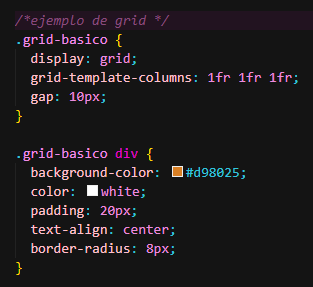 /*ejemplo de grid */
.grid-basico {
  display: grid;
  grid-template-columns: 1fr 1fr 1fr;
  gap: 10px;
}

.grid-basico div {
  background-color: #d98025;
  color: white;
  padding: 20px;
  text-align: center;
  border-radius: 8px;
}